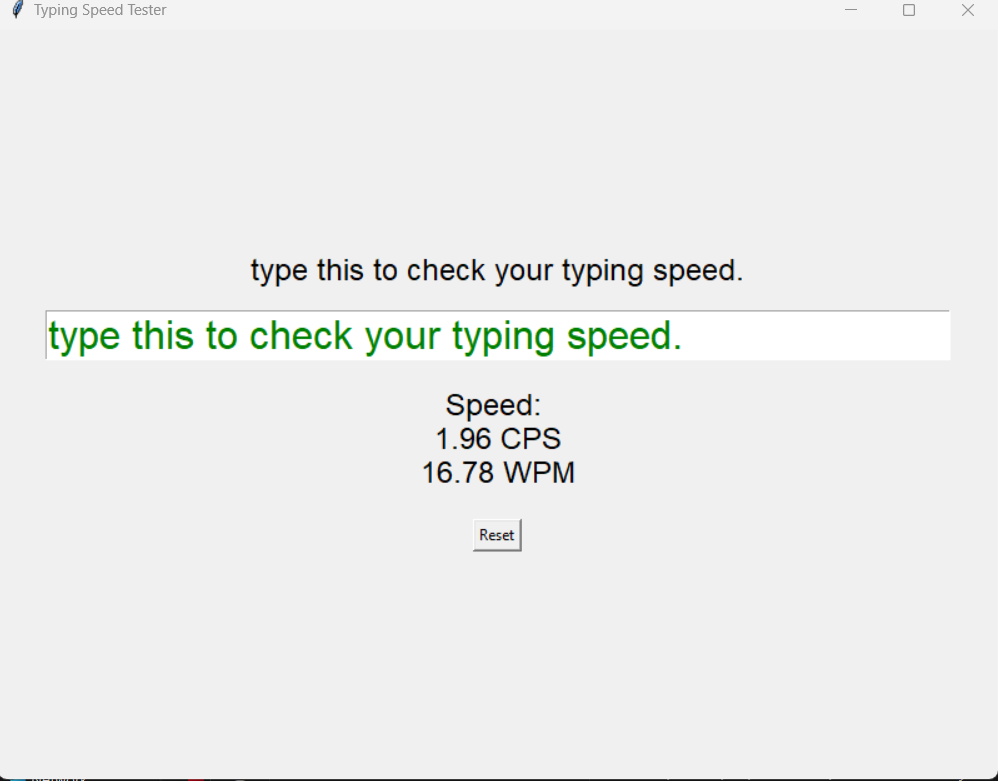 Typing Speed Tester
type this to check your typing speed.
type this to check your typing speed.
Speed:
1.96 CPS
16.78 WPM
Reset